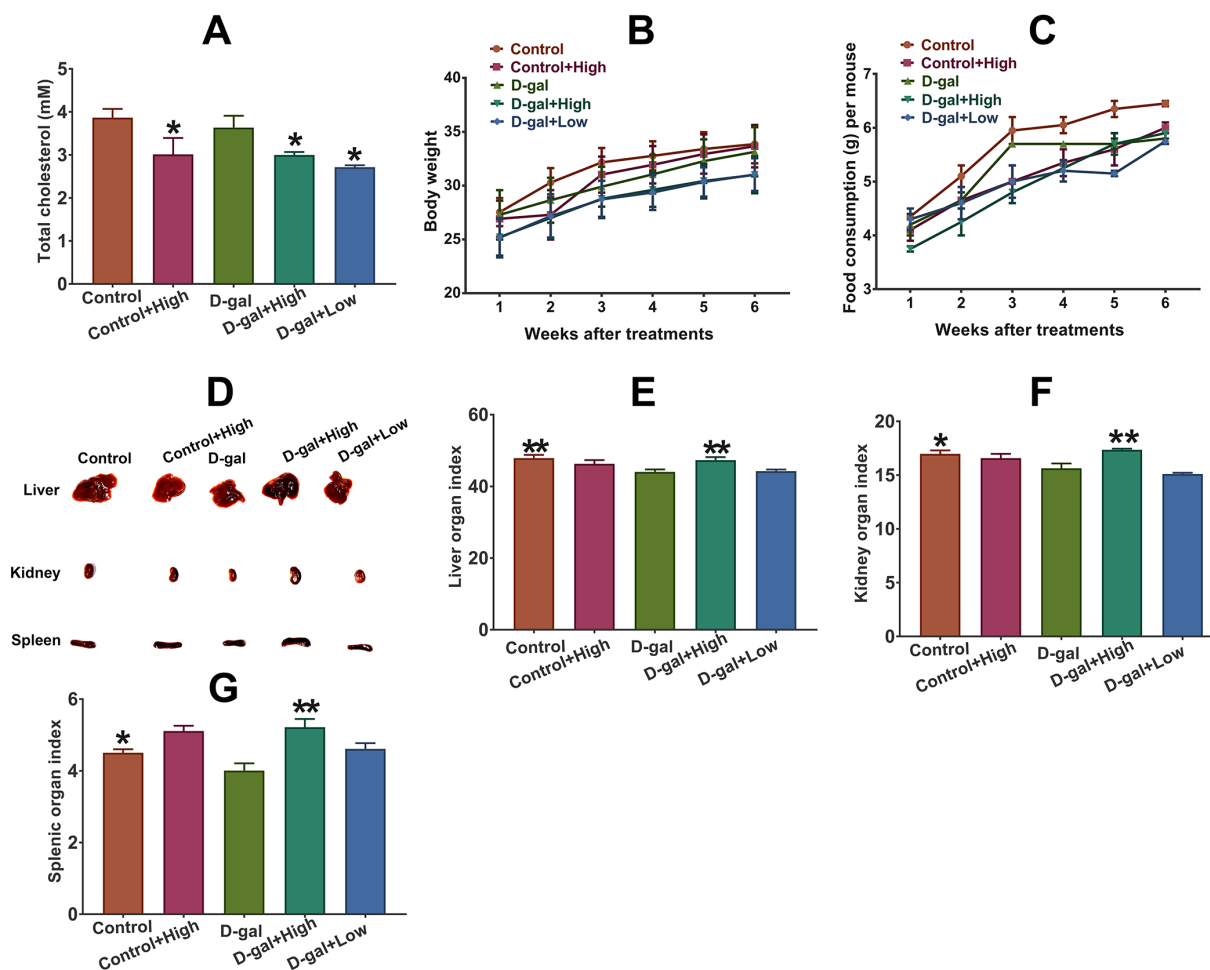 A
Total cholesterol (mM)
5
4
3
2
1
0
*
*
*
Control
Control+High
D-gal
D-gal+High
D-gal+Low
B
Control
Control+High
D-gal
D-gal+High
D-gal+Low
Body weight
40
35
30
25
20
1 2 3 4 5 6
Weeks after treatments
C
Control
Control+High
D-gal
D-gal+High
D-gal+Low
Food consumption (g) per mouse
7
6
5
4
3
1 2 3 4 5 6
Weeks after treatments
D
Control
Control+High
D-gal
D-gal+High
D-gal+Low
Liver
Kidney
Spleen
E
Liver organ index
60
40
20
0
**
**
Control
Control+High
D-gal
D-gal+High
D-gal+Low
F
Kidney organ index
20
15
10
5
0
*
**
Control
Control+High
D-gal
D-gal+High
D-gal+Low
G
Splenic organ index
6
4
2
0
*
**
Control
Control+High
D-gal
D-gal+High
D-gal+Low